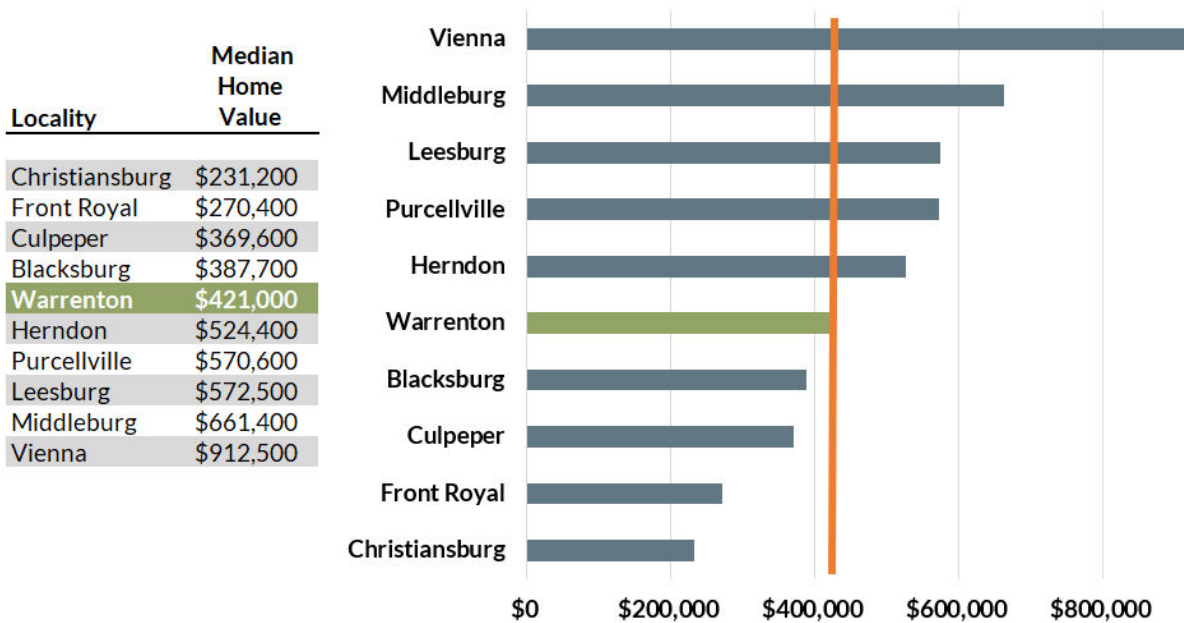 Median
Home
Locality Value
Christiansburg $231,200
Front Royal $270,400
Culpeper $369,600
Blacksburg $387,700
Warrenton $421,000
Herndon $524,400
Purcellville $570,600
Leesburg $572,500
Middleburg $661,400
Vienna $912,500
Vienna
Middleburg
Leesburg
Purcellville
Herndon
Warrenton
Blacksburg
Culpeper
Front Royal
Christiansburg
$0 $200,000 $400,000 $600,000 $800,000